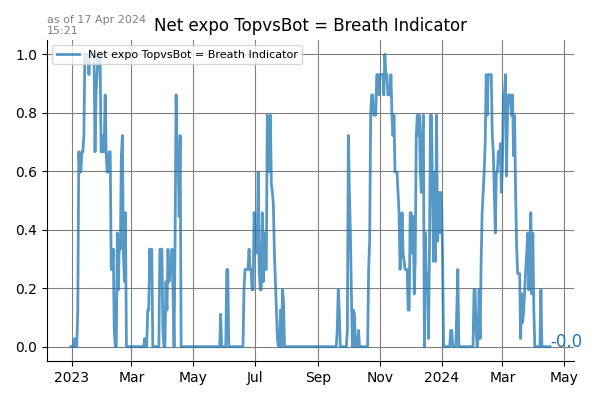 as of 17 Apr 2024
15:21
Net expo TopvsBot = Breath Indicator
Net expo TopvsBot = Breath Indicator
1.0
0.8
0.6
0.4
0.2
0.0
-0.0
2023 Mar May Jul Sep Nov 2024 Mar May